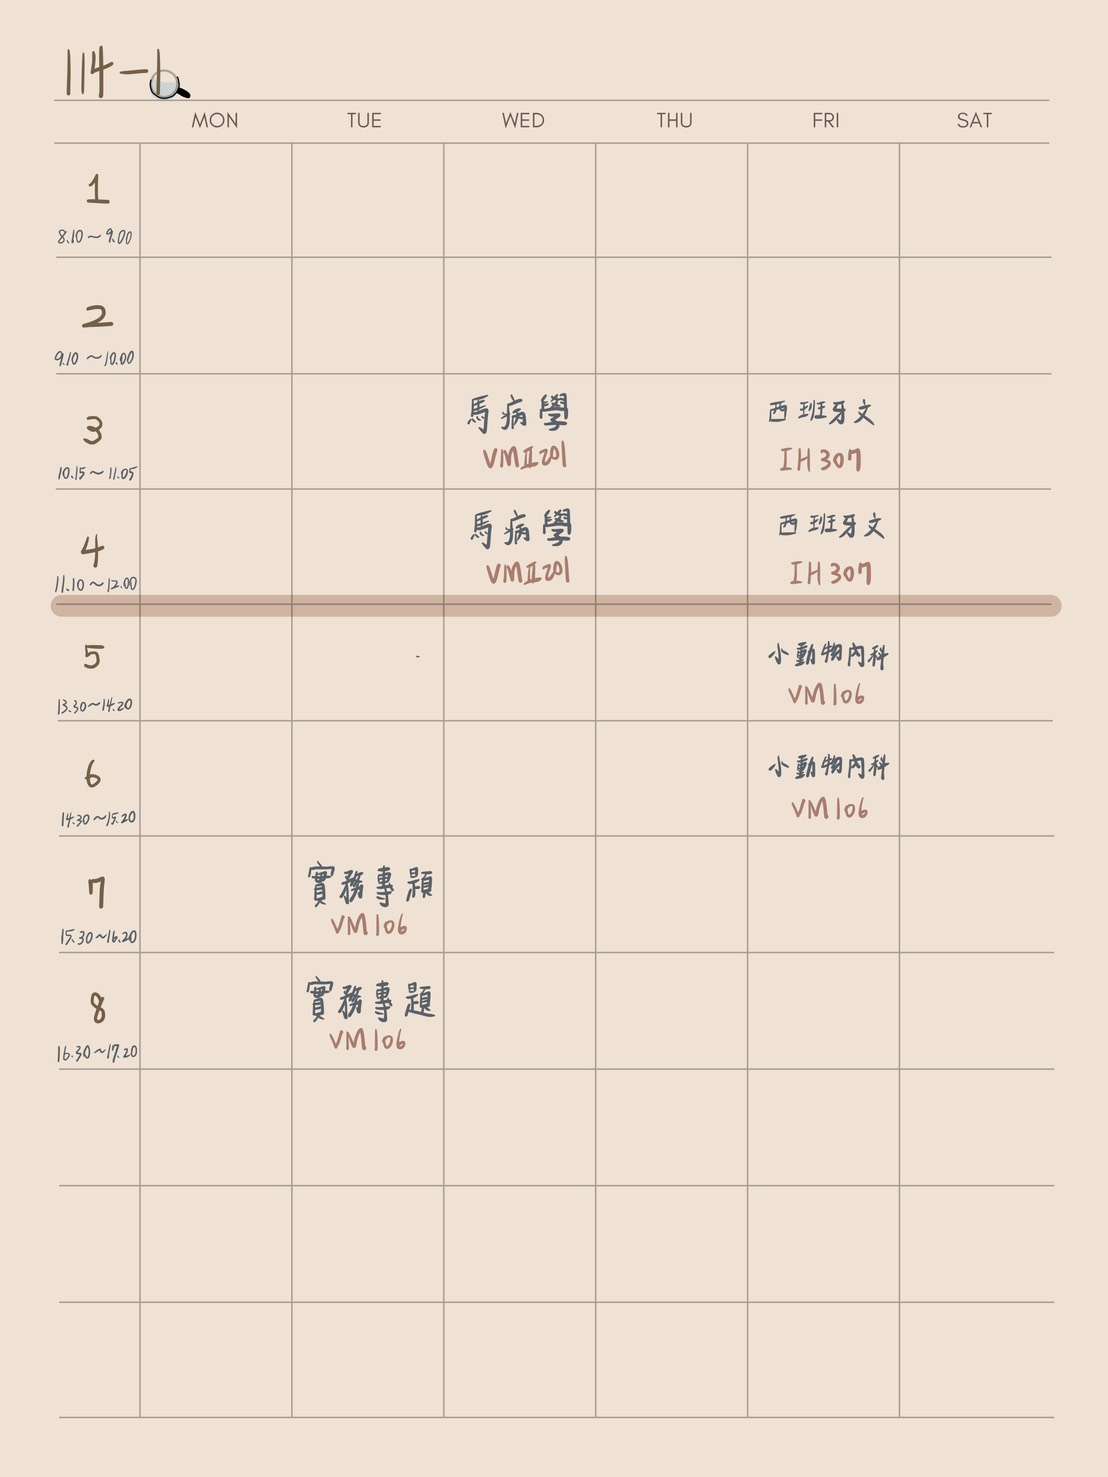 114-1
MON TUE WED THU FRI SAT
1
8.10～9.00
2
9.10～10.00
3
10.15～11.05
馬病學
VMII201
西班牙文
IH307
4
11.10～12.00
馬病學
VMII201
西班牙文
IH307
5
13.30～14.20
小動物內科
VM106
6
14.30～15.20
小動物內科
VM106
7
15.30～16.20
實務專題
VM106
8
16.30～17.20
實務專題
VM106